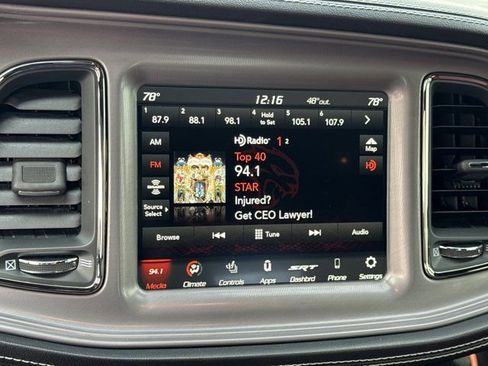 78° 12:16 48°out. 78°
1 2 3 4 5 6
87.9 88.1 98.1 Hold to Set 105.1 107.9
AM
HD Radio 1 2
Map
Top 40
FM
94.1
HD
STAR
Source Select
Injured?
Get CEO Lawyer!
Browse Tune Audio
94.1 SRT
Media Climate Controls Apps Dashbrd Phone Settings